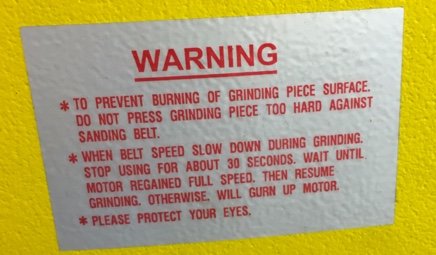 WARNING
* TO PREVENT BURNING OF GRINDING PIECE SURFACE.
DO NOT PRESS GRINDING PIECE TOO HARD AGAINST
SANDING BELT.
* WHEN BELT SPEED SLOW DOWN DURING GRINDING.
STOP USING FOR ABOUT 30 SECONDS. WAIT UNTIL
MOTOR REGAINED FULL SPEED. THEN RESUME
GRINDING. OTHERWISE. WILL GURN UP MOTOR.
* PLEASE PROTECT YOUR EYES.